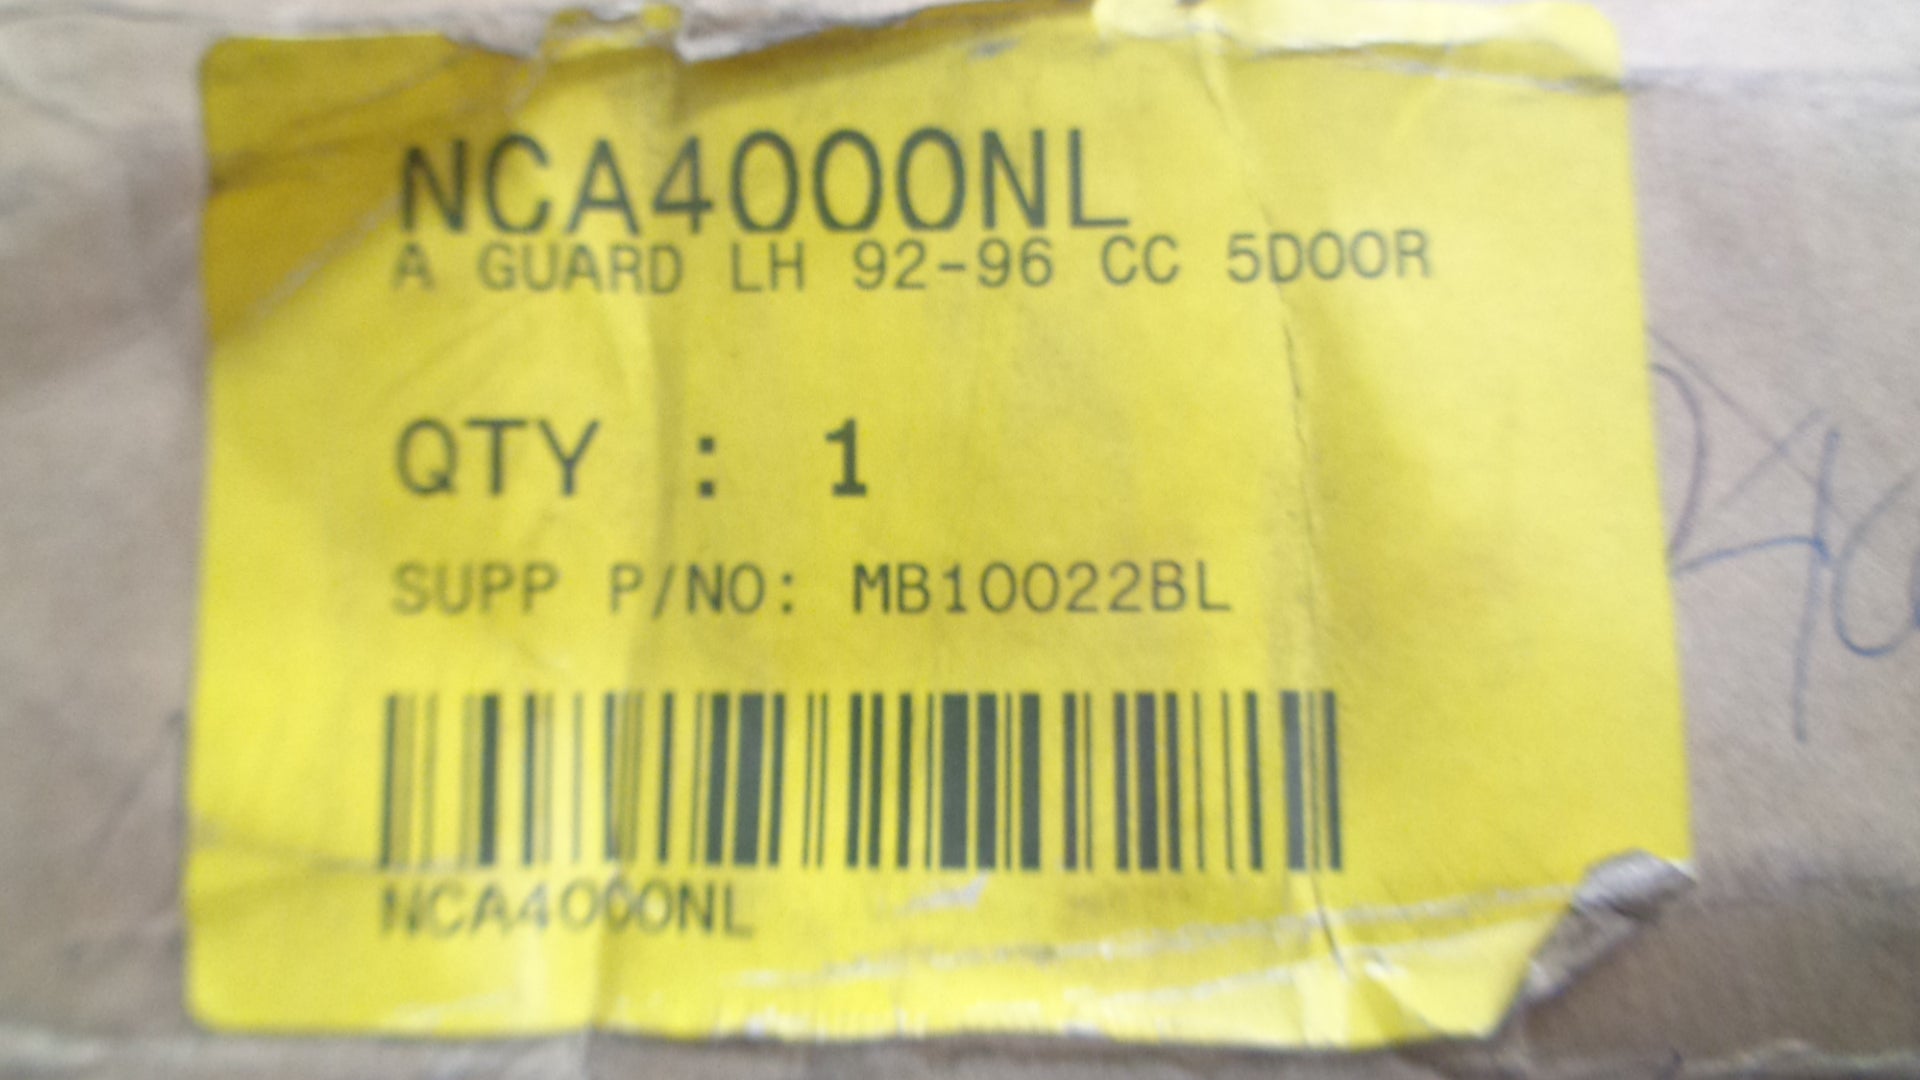 NCA4000NL
A GUARD LH 92-96 CC 5DOOR
QTY : 1
SUPP P/NO: MB10022BL
NCA4000NL